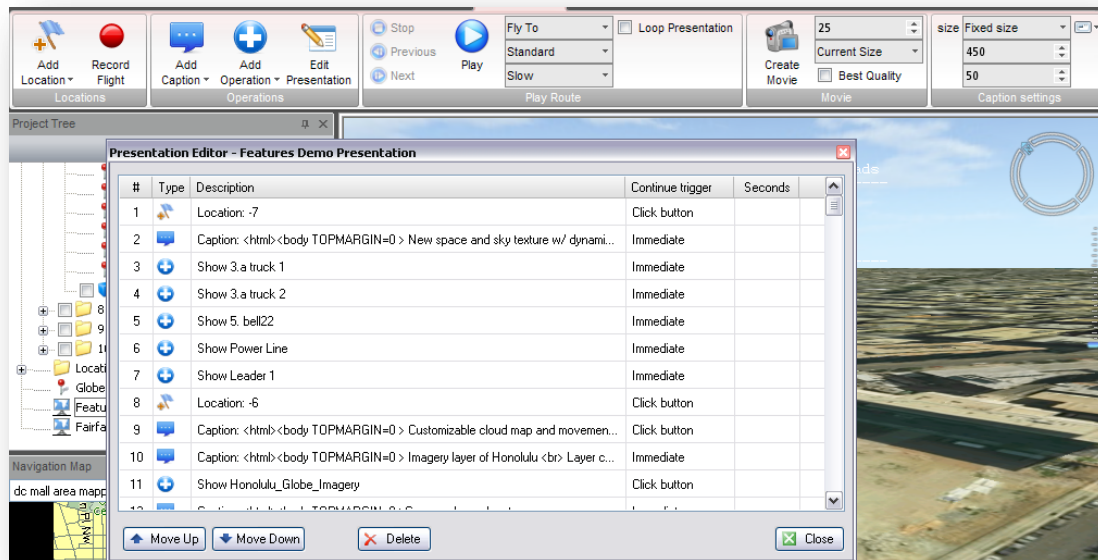 Add Location
Record Flight
Locations
Add Caption
Add Operation
Edit Presentation
Operations
Stop
Previous
Next
Play
Fly To
Standard
Slow
Loop Presentation
Play Route
Create Movie
25
Current Size
Best Quality
Movie
size Fixed size
450
50
Caption settings
Project Tree
Presentation Editor - Features Demo Presentation
# Type Description Continue trigger Seconds
1 Location: -7 Click button
2 Caption: <html><body TOPMARGIN=0 > New space and sky texture w/ dynami... Immediate
3 Show 3.a truck 1 Immediate
4 Show 3.a truck 2 Immediate
5 Show 5. bell22 Immediate
6 Show Power Line Immediate
7 Show Leader 1 Immediate
8 Location: -6 Click button
9 Caption: <html><body TOPMARGIN=0 > Customizable cloud map and movemen... Click button
10 Caption: <html><body TOPMARGIN=0 > Imagery layer of Honolulu <br> Layer c... Immediate
11 Show Honolulu_Globe_Imagery Click button
Move Up
Move Down
Delete
Close
8
9
10
Locati
Globe
Featu
Fairfa
Navigation Map
dc mall area mapp
Pl Nw